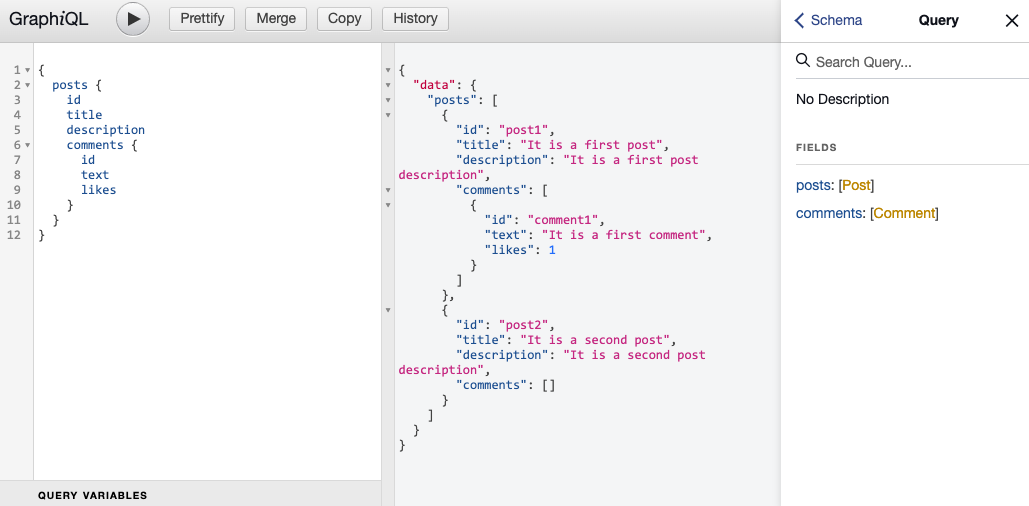 GraphiQL Prettify Merge Copy History
1 {
2 posts {
3 id
4 title
5 description
6 comments {
7 id
8 text
9 likes
10 }
11 }
12 }
QUERY VARIABLES
{
"data": {
"posts": [
{
"id": "post1",
"title": "It is a first post",
"description": "It is a first post
description",
"comments": [
{
"id": "comment1",
"text": "It is a first comment",
"likes": 1
}
]
},
{
"id": "post2",
"title": "It is a second post",
"description": "It is a second post
description",
"comments": []
}
]
}
}
Schema Query
Search Query...
No Description
FIELDS
posts: [Post]
comments: [Comment]